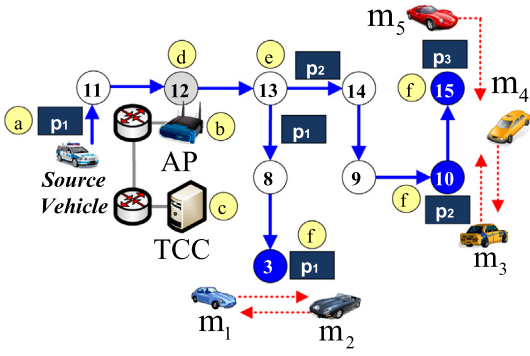 m5
d
e
f
p3
m4
11
12
13
p2
14
15
a
p1
b
p1
AP
Source
Vehicle
8
9
10
f
p2
c
TCC
f
3
p1
m3
m1
m2